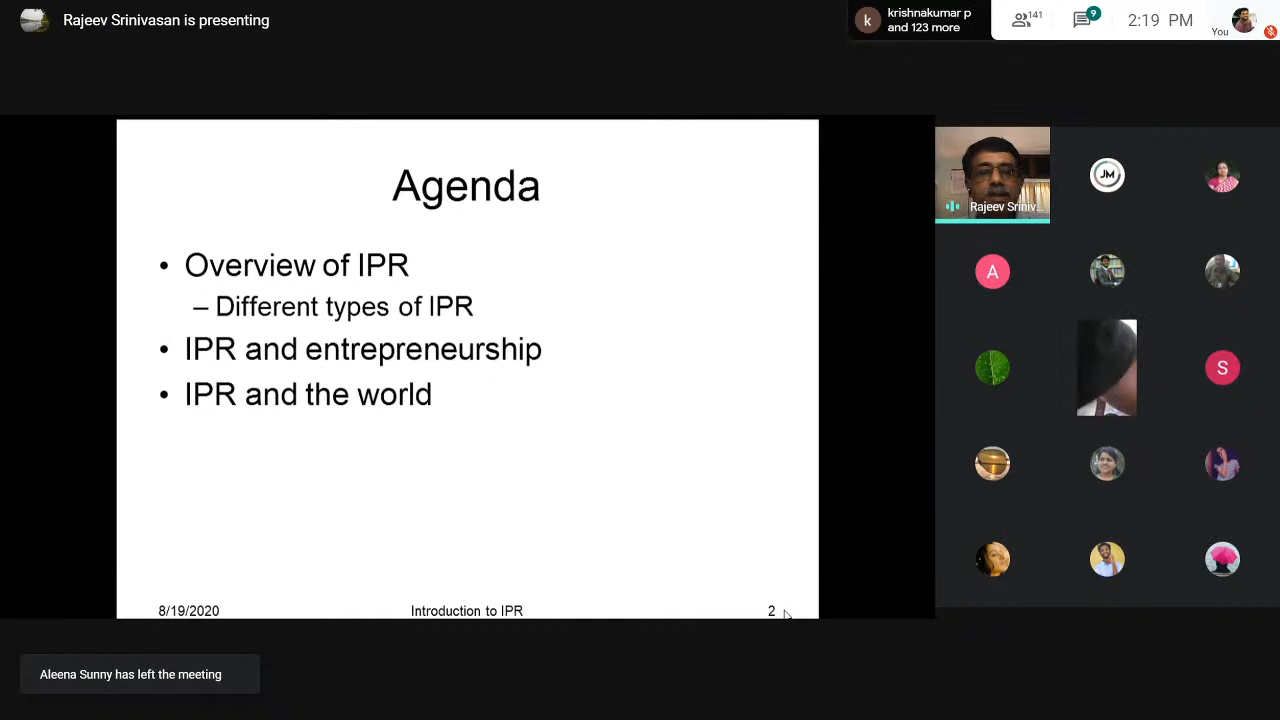 Rajeev Srinivasan is presenting
k
krishnakumar p
and 123 more
141
9
2:19 PM
You
Agenda
• Overview of IPR
– Different types of IPR
• IPR and entrepreneurship
• IPR and the world
8/19/2020
Introduction to IPR
2
Rajeev Sriniv...
JM
A
S
Aleena Sunny has left the meeting